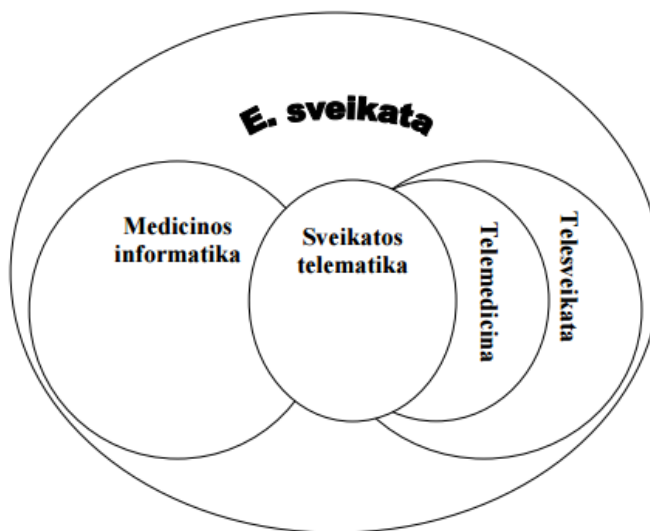 E. sveikata
Medicinos
informatika
Sveikatos
telematika
Telemedicina
Telesveikata